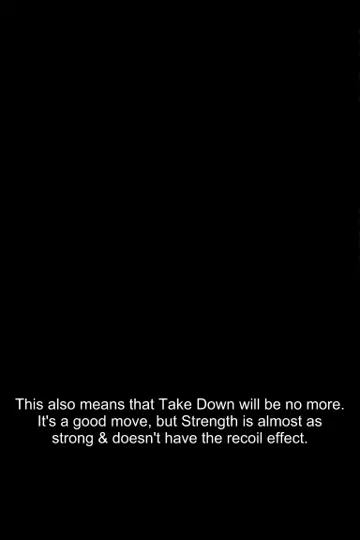 This also means that Take Down will be no more.
It's a good move, but Strength is almost as
strong & doesn't have the recoil effect.